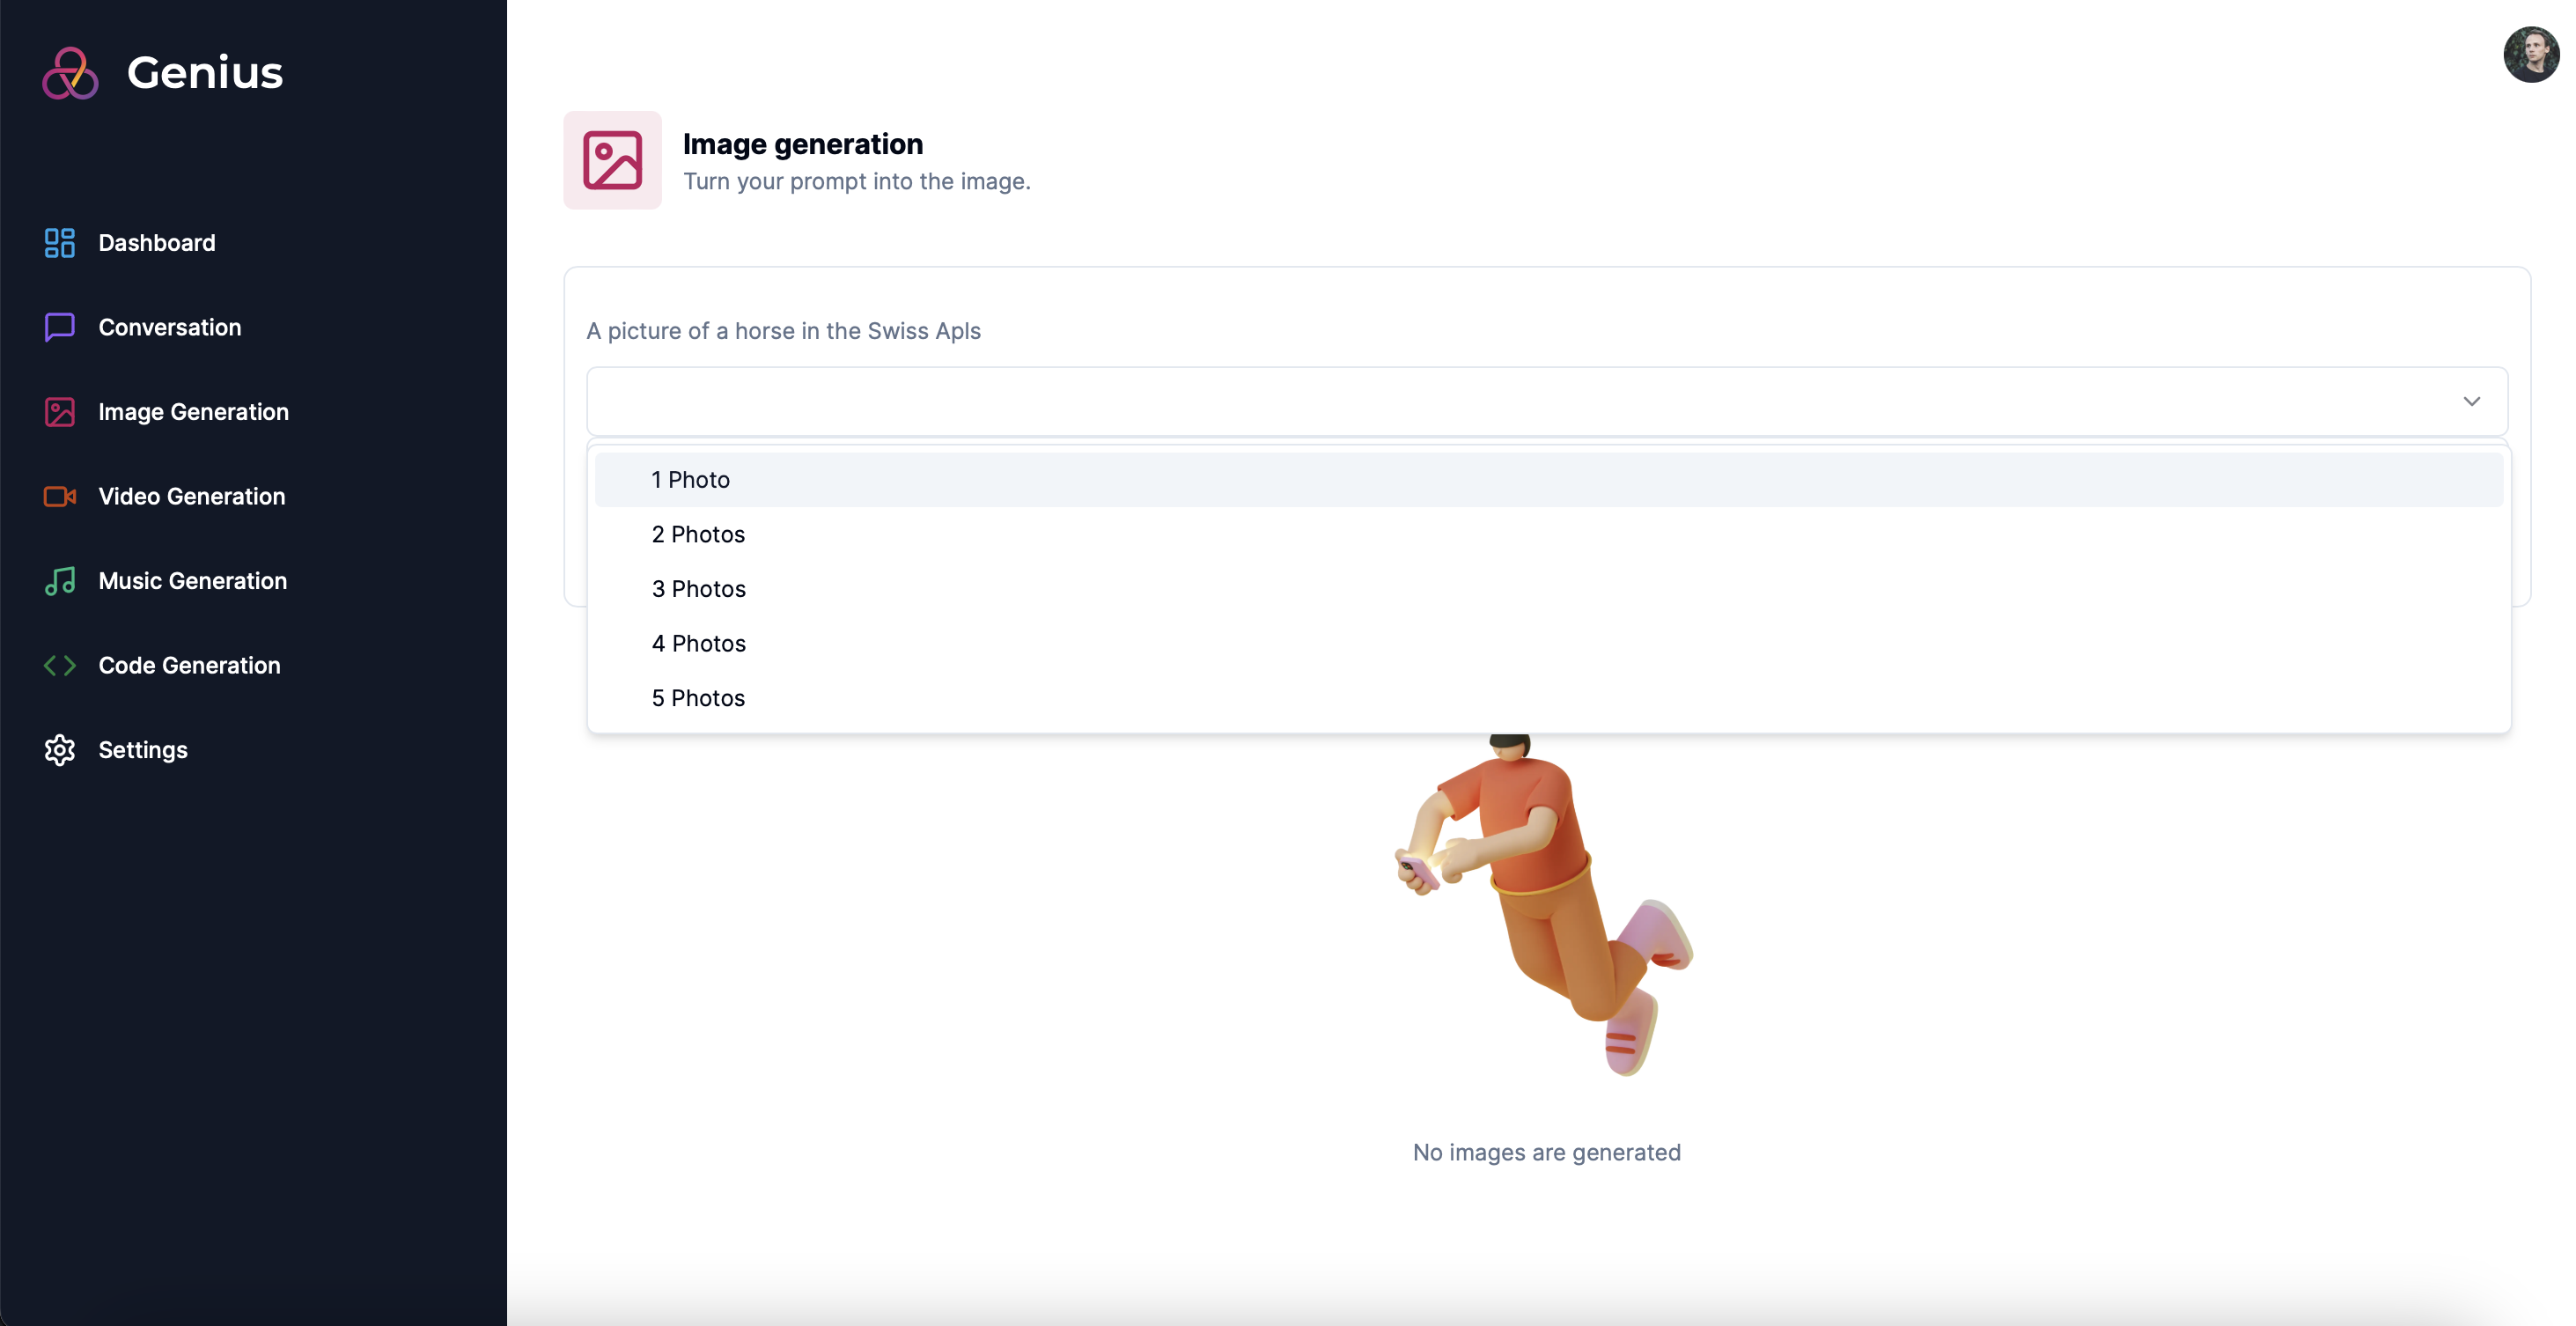 Genius
Dashboard
Conversation
Image Generation
Video Generation
Music Generation
Code Generation
Settings
Image generation
Turn your prompt into the image.
A picture of a horse in the Swiss Apls
1 Photo
2 Photos
3 Photos
4 Photos
5 Photos
No images are generated